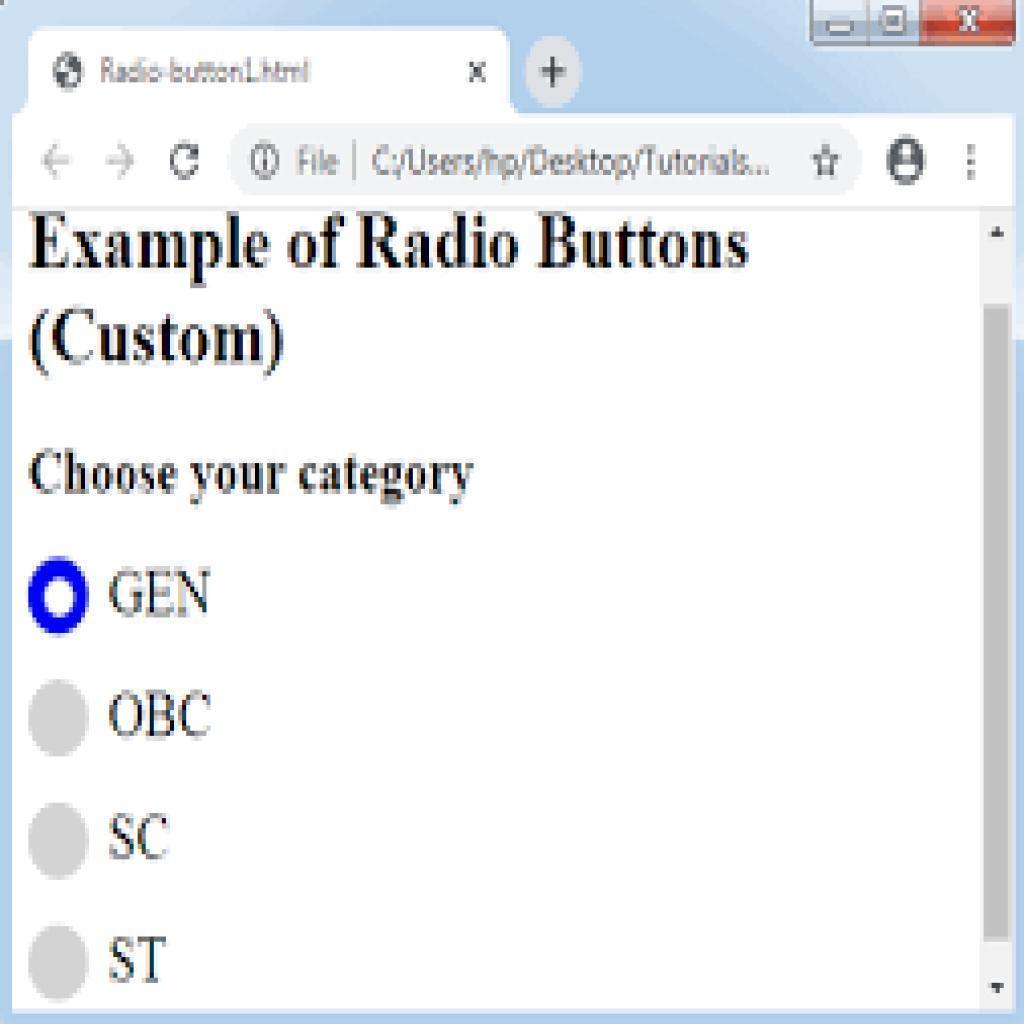 Radio-button1.html
File | C:/Users/hp/Desktop/Tutorials...
Example of Radio Buttons
(Custom)
Choose your category
GEN
OBC
SC
ST